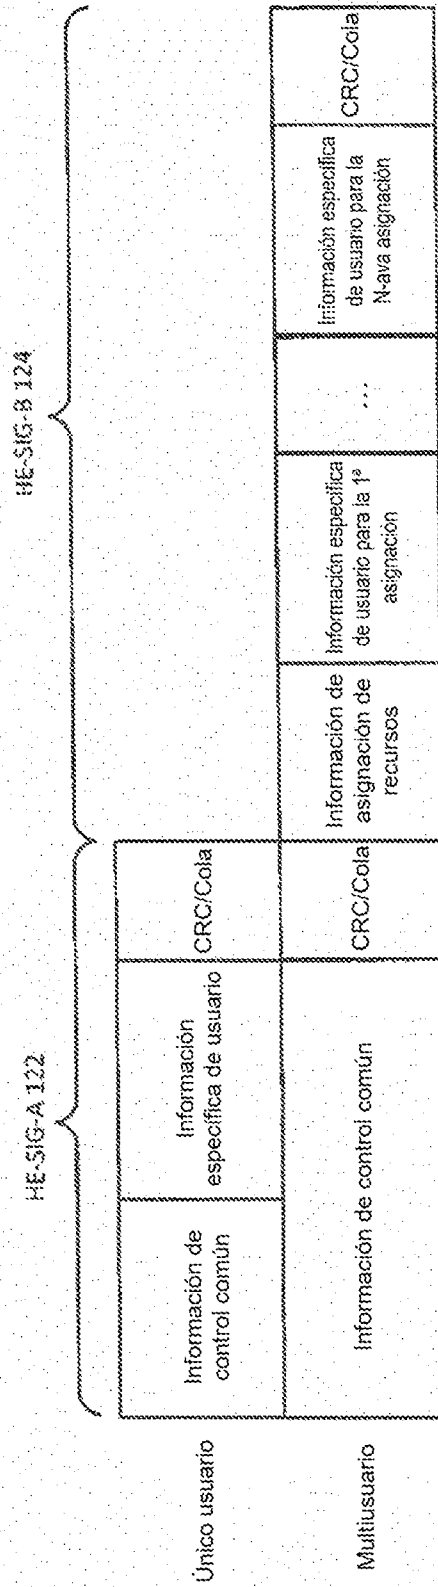 HE-SIG-A 122
HE-SIG-B 124
Único usuario
Información de
control común
Información
específica de usuario
CRC/Cola
Multiusuario
Información de control común
CRC/Cola
Información de
asignación de
recursos
Información específica
de usuario para la 1ª
asignación
...
Información específica
de usuario para la
N-ava asignación
CRC/Cola